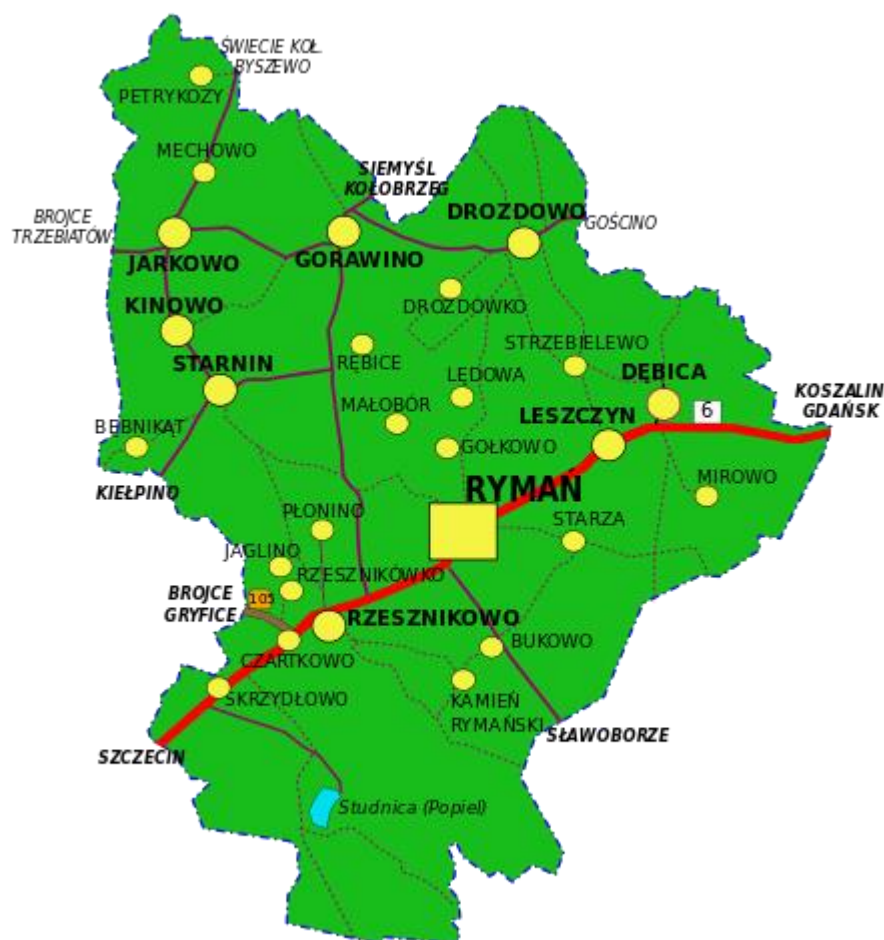 ŚWIECIE KOŁ.
BYSZEWO
PETRYKOZY
MECHOWO
SIEMYŚL
KOŁOBRZEG
BROJCE
TRZEBIATÓW
DROZDOWO
GOŚCINO
JARKOWO
GORAWINO
KINOWO
DROZDOWKO
STRZEBIELEWO
STARNIN
RĘBICE
DĘBICA
LEDOWA
KOSZALIN
GDAŃSK
MAŁOBÓR
LESZCZYN
6
BĘBNIKĄT
GOŁKOWO
KIEŁPINO
RYMAŃ
MIROWO
PŁONINO
STARZA
JAGLINO
RZESZNIKÓWKO
BROJCE
GRYFICE
105
RZESZNIKOWO
BUKOWO
CZARTKOWO
SKRZYDŁOWO
KAMIEŃ
RYMAŃSKI
SŁAWOBORZE
SZCZECIN
Studnica (Popiel)